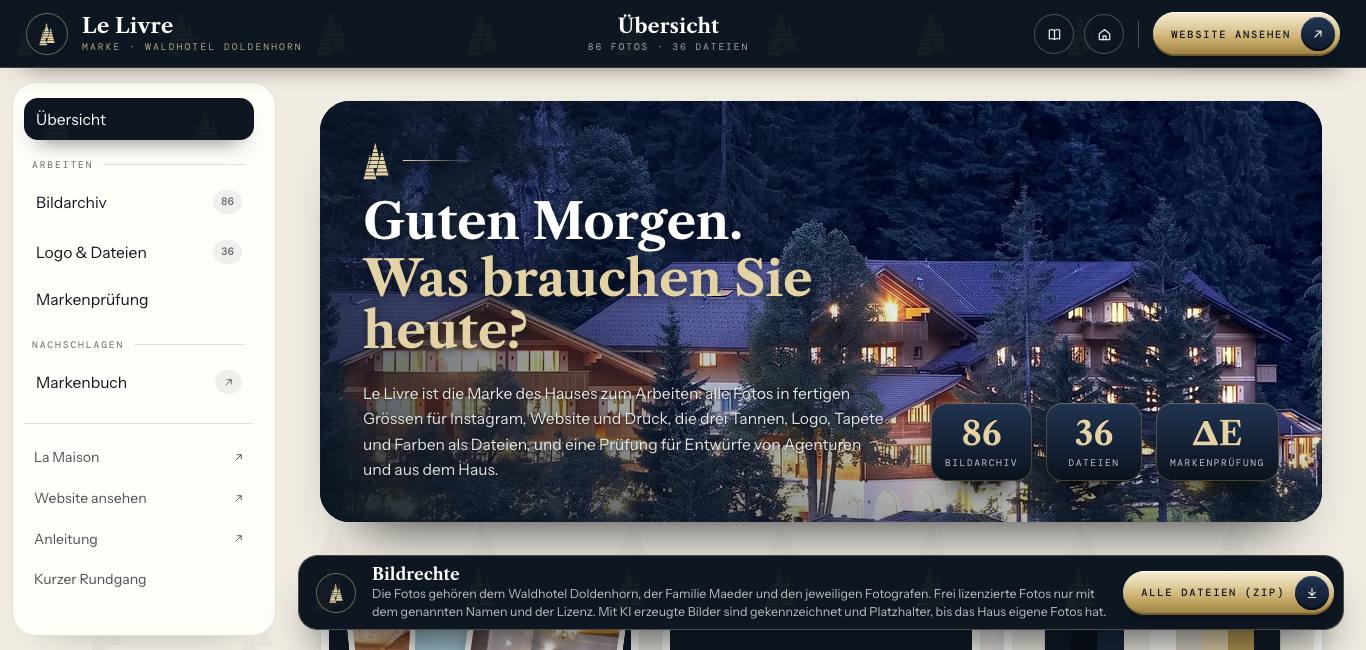 Le Livre
MARKE · WALDHOTEL DOLDENHORN
Übersicht
86 FOTOS · 36 DATEIEN
WEBSITE ANSEHEN
Übersicht
ARBEITEN
Bildarchiv 86
Logo & Dateien 36
Markenprüfung
NACHSCHLAGEN
Markenbuch
La Maison
Website ansehen
Anleitung
Kurzer Rundgang
Guten Morgen.
Was brauchen Sie
heute?
Le Livre ist die Marke des Hauses zum Arbeiten: alle Fotos in fertigen
Grössen für Instagram, Website und Druck, die drei Tannen, Logo, Tapete
und Farben als Dateien, und eine Prüfung für Entwürfe von Agenturen
und aus dem Haus.
86
BILDARCHIV
36
DATEIEN
ΔE
MARKENPRÜFUNG
Bildrechte
Die Fotos gehören dem Waldhotel Doldenhorn, der Familie Maeder und den jeweiligen Fotografen. Frei lizenzierte Fotos nur mit
dem genannten Namen und der Lizenz. Mit KI erzeugte Bilder sind gekennzeichnet und Platzhalter, bis das Haus eigene Fotos hat.
ALLE DATEIEN (ZIP)